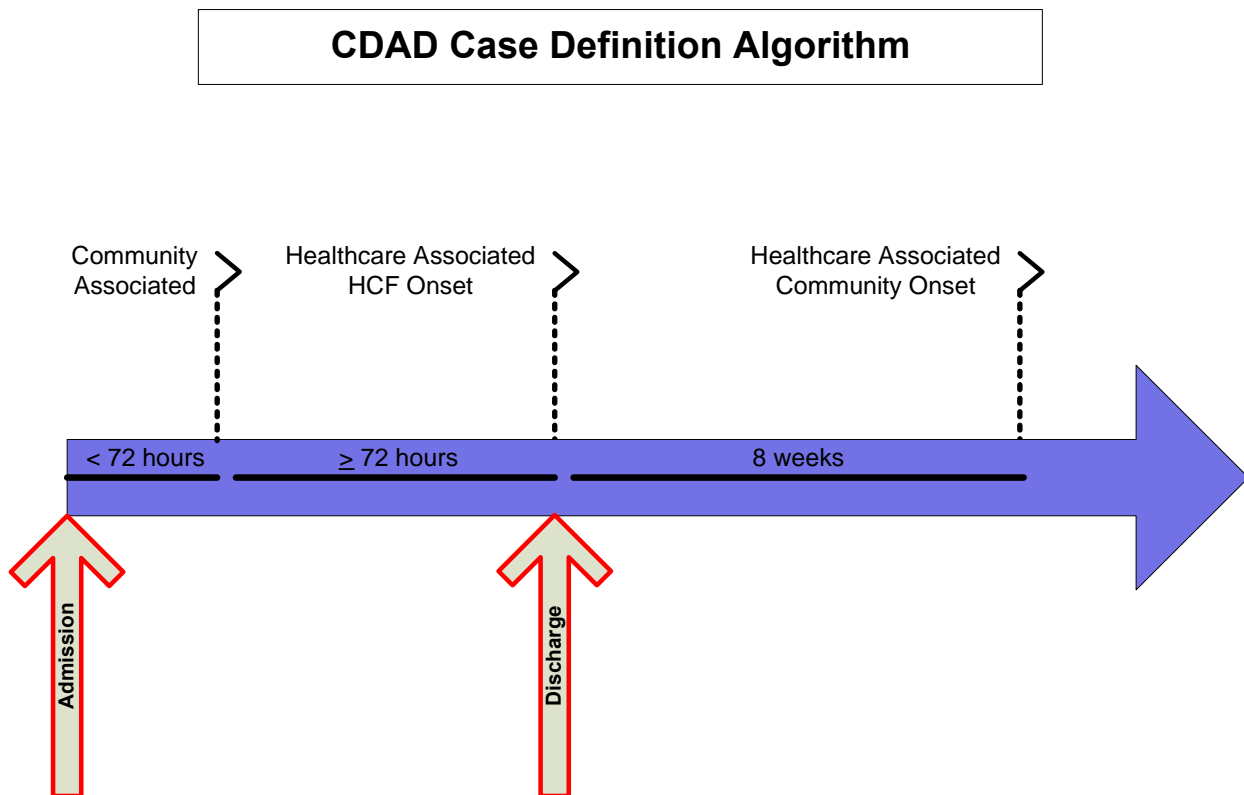 CDAD Case Definition Algorithm
Community
Associated
Healthcare Associated
HCF Onset
Healthcare Associated
Community Onset
< 72 hours
≥ 72 hours
8 weeks
Admission
Discharge